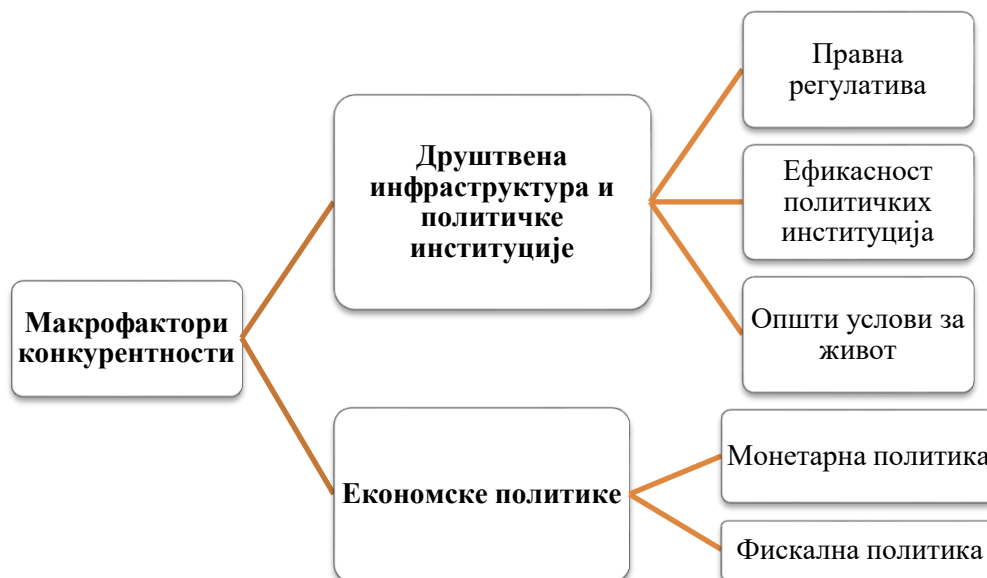 Макрофактори
конкурентности
Друштвена
инфраструктура и
политичке
институције
Правна
регулатива
Ефикасност
политичких
институција
Општи услови за
живот
Економске политике
Монетарна политика
Фискална политика